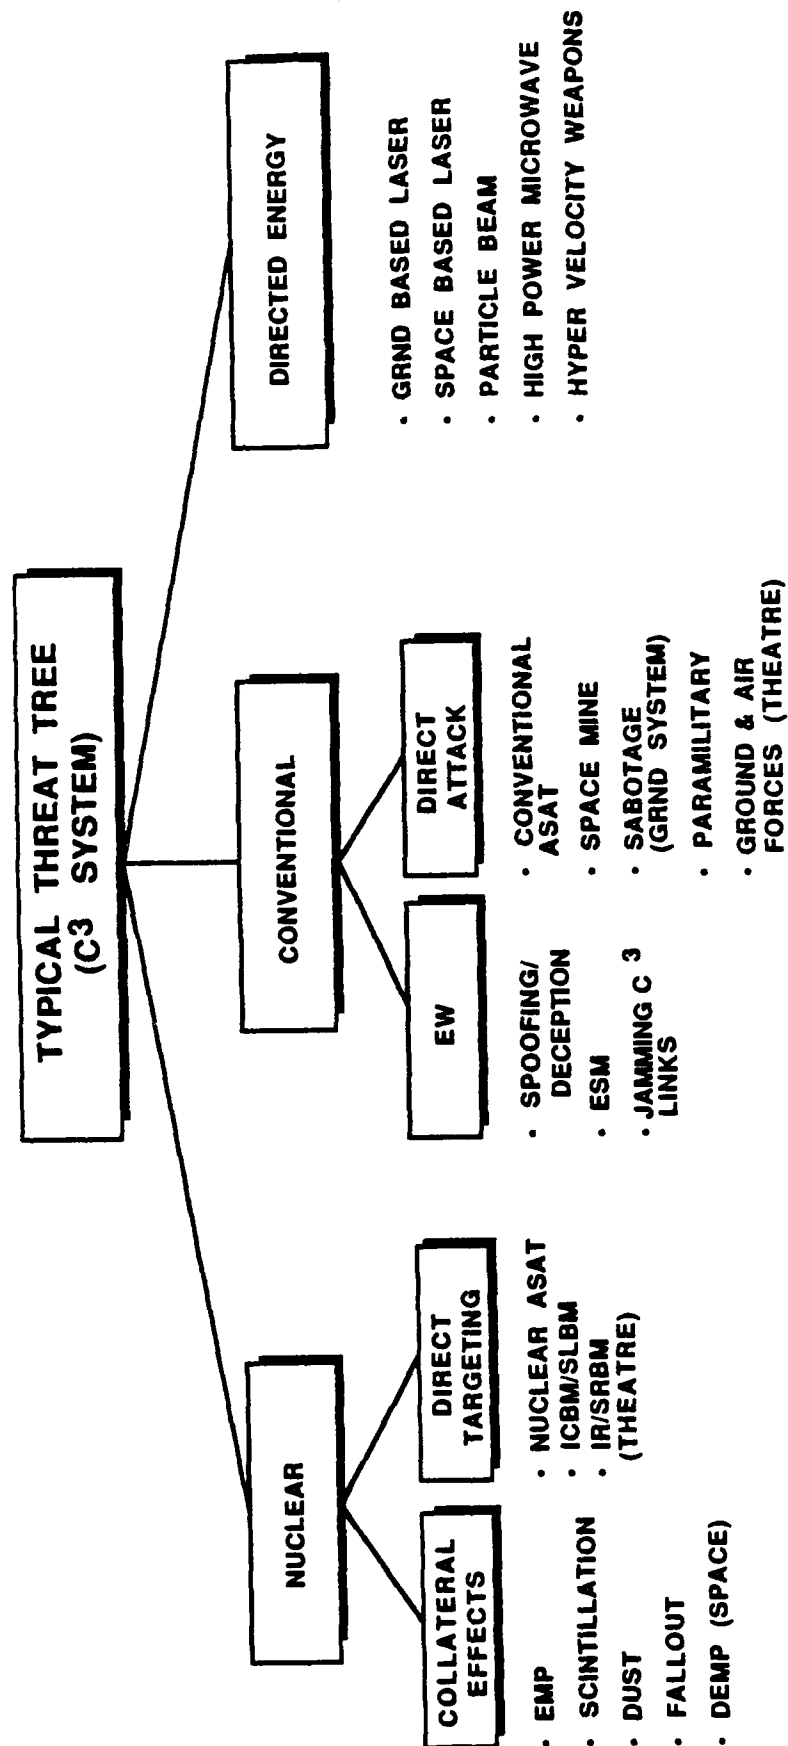 TYPICAL THREAT TREE
(C3 SYSTEM)
NUCLEAR
COLLATERAL
EFFECTS
• EMP
• SCINTILLATION
• DUST
• FALLOUT
• DEMP (SPACE)
DIRECT
TARGETING
• NUCLEAR ASAT
• ICBM/SLBM
• IR/SRBM
(THEATRE)
CONVENTIONAL
EW
• SPOOFING/
DECEPTION
• ESM
• JAMMING C 3
LINKS
DIRECT
ATTACK
• CONVENTIONAL
ASAT
• SPACE MINE
• SABOTAGE
(GRND SYSTEM)
• PARAMILITARY
• GROUND & AIR
FORCES (THEATRE)
DIRECTED ENERGY
• GRND BASED LASER
• SPACE BASED LASER
• PARTICLE BEAM
• HIGH POWER MICROWAVE
• HYPER VELOCITY WEAPONS